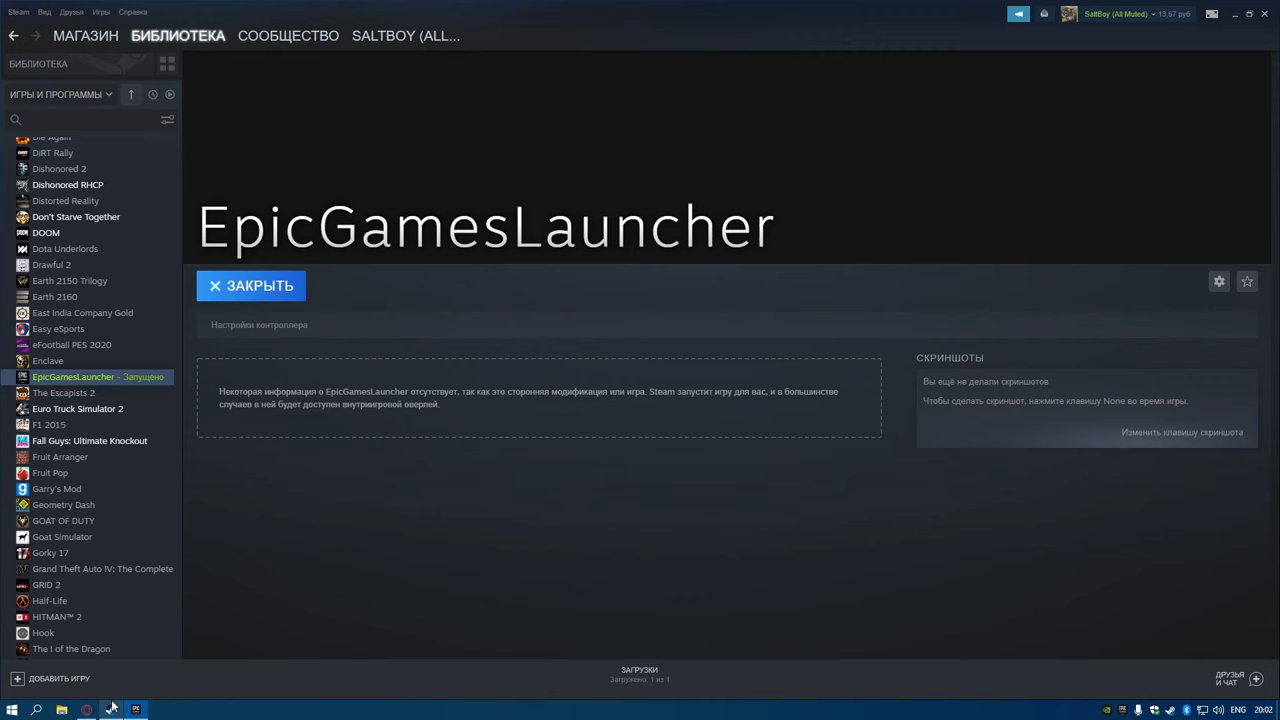 Steam Вид Друзья Игры Справка
SaltBoy (All Muted) 13,67 руб
МАГАЗИН БИБЛИОТЕКА СООБЩЕСТВО SALTBOY (ALL...
БИБЛИОТЕКА
ИГРЫ И ПРОГРАММЫ
Die Again
DiRT Rally
Dishonored 2
Dishonored RHCP
Distorted Reality
Don't Starve Together
DOOM
Dota Underlords
Drawful 2
Earth 2150 Trilogy
Earth 2160
East India Company Gold
Easy eSports
eFootball PES 2020
Enclave
EpicGamesLauncher - Запущено
The Escapists 2
Euro Truck Simulator 2
F1 2015
Fall Guys: Ultimate Knockout
Fruit Arranger
Fruit Pop
Garry's Mod
Geometry Dash
GOAT OF DUTY
Goat Simulator
Gorky 17
Grand Theft Auto IV: The Complete
GRID 2
Half-Life
HITMAN™ 2
Hook
The I of the Dragon
EpicGamesLauncher
ЗАКРЫТЬ
Настройки контроллера
Некоторая информация о EpicGamesLauncher отсутствует, так как это сторонняя модификация или игра. Steam запустит игру для вас, и в большинстве
случаев в ней будет доступен внутриигровой оверлей.
СКРИНШОТЫ
Вы ещё не делали скриншотов
Чтобы сделать скриншот, нажмите клавишу None во время игры.
Изменить клавишу скриншота
ДОБАВИТЬ ИГРУ
ЗАГРУЗКИ
Загружено: 1 из 1
ДРУЗЬЯ
И ЧАТ
ENG 20:02